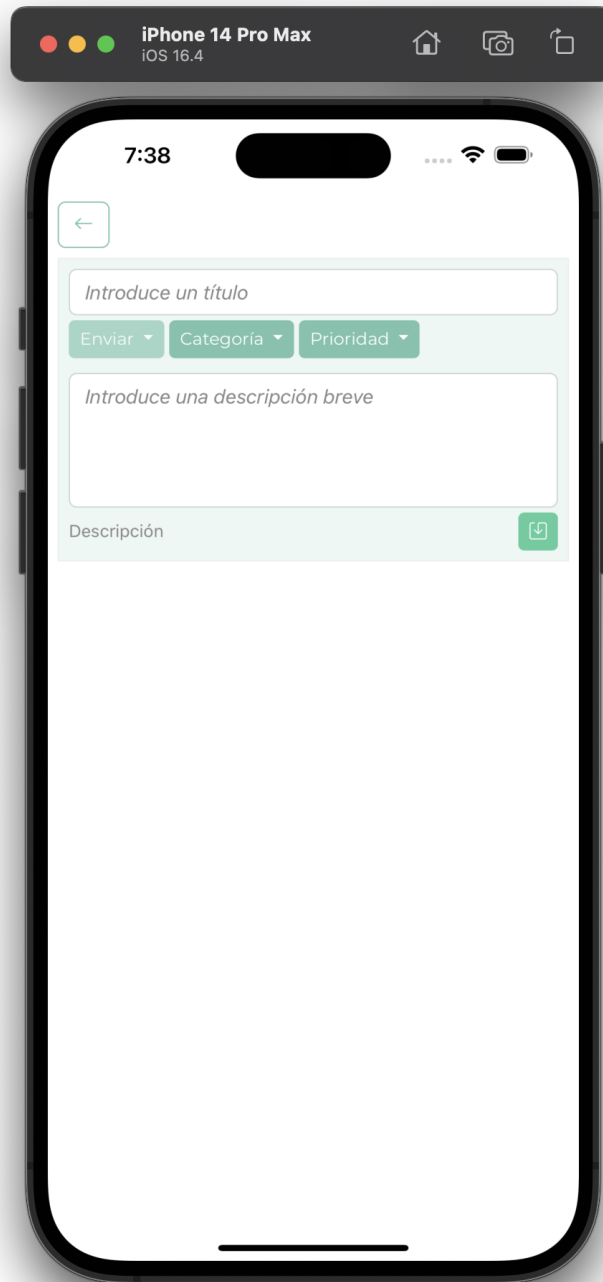 iPhone 14 Pro Max
iOS 16.4
7:38
Introduce un título
Enviar Categoría Prioridad
Introduce una descripción breve
Descripción